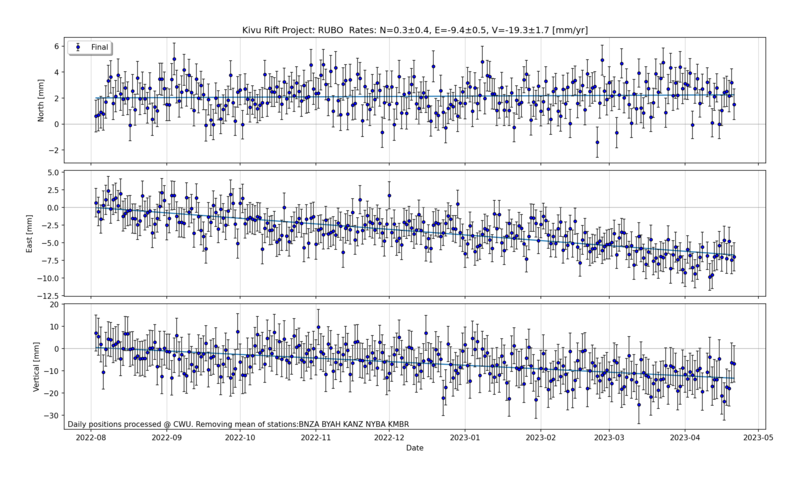 Kivu Rift Project: RUBO Rates: N=0.3±0.4, E=-9.4±0.5, V=-19.3±1.7 [mm/yr]
Final
North [mm]
6
4
2
0
−2
East [mm]
5.0
2.5
0.0
−2.5
−5.0
−7.5
−10.0
−12.5
Vertical [mm]
20
10
0
−10
−20
−30
Daily positions processed @ CWU. Removing mean of stations:BNZA BYAH KANZ NYBA KMBR
2022-08 2022-09 2022-10 2022-11 2022-12 2023-01 2023-02 2023-03 2023-04 2023-05
Date